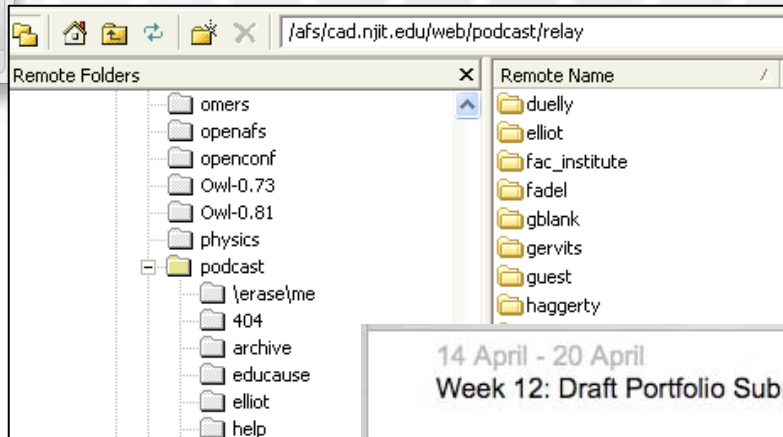 /afs/cad.njit.edu/web/podcast/relay
Remote Folders
omers
openafs
openconf
Owl-0.73
Owl-0.81
physics
podcast
\erase\me
404
archive
educause
elliot
help
Remote Name
duelly
elliot
fac_institute
fadel
gblank
gervits
guest
haggerty
14 April - 20 April
Week 12: Draft Portfolio Sub